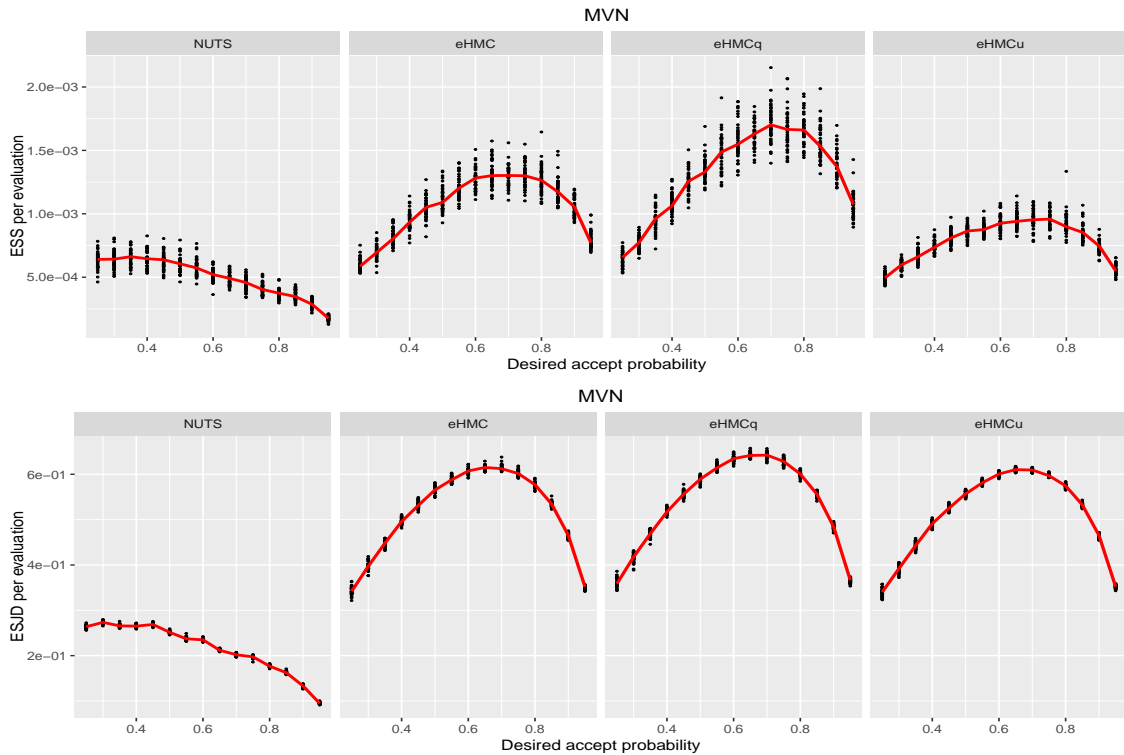 MVN
NUTS eHMC eHMCq eHMCu
ESS per evaluation
2.0e−03
1.5e−03
1.0e−03
5.0e−04
0.4 0.6 0.8 0.4 0.6 0.8 0.4 0.6 0.8 0.4 0.6 0.8
Desired accept probability
MVN
NUTS eHMC eHMCq eHMCu
ESJD per evaluation
6e−01
4e−01
2e−01
0.4 0.6 0.8 0.4 0.6 0.8 0.4 0.6 0.8 0.4 0.6 0.8
Desired accept probability